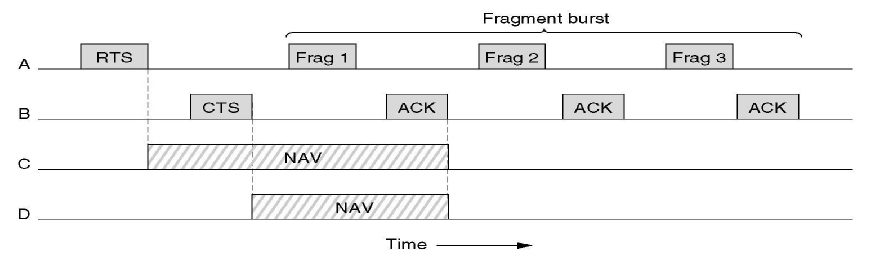 Fragment burst
A RTS Frag 1 Frag 2 Frag 3
B CTS ACK ACK ACK
C NAV
D NAV
Time